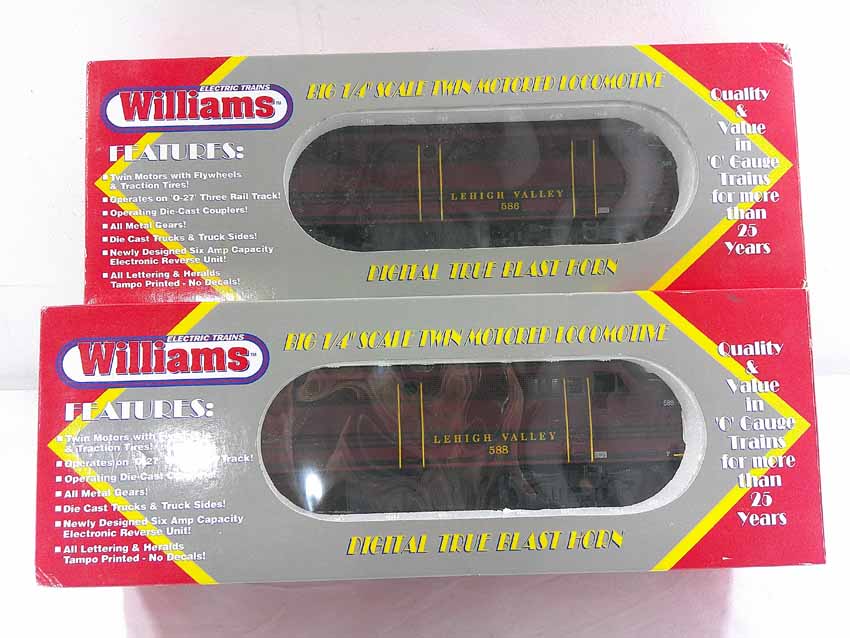 ELECTRIC TRAINS
Williams™
BIG 1/4" SCALE TWIN MOTORED LOCOMOTIVE
FEATURES:
Twin Motors with Flywheels
& Traction Tires!
Operates on 'O-27' Three Rail Track!
Operating Die-Cast Couplers!
All Metal Gears!
Die Cast Trucks & Truck Sides!
Newly Designed Six Amp Capacity
Electronic Reverse Unit!
All Lettering & Heralds
Tampo Printed - No Decals!
LEHIGH VALLEY
586
DIGITAL TRUE BLAST HORN
Quality
&
Value
in
'O' Gauge
Trains
for more
than
25
Years
ELECTRIC TRAINS
Williams™
BIG 1/4" SCALE TWIN MOTORED LOCOMOTIVE
FEATURES:
Twin Motors with Flywheels
& Traction Tires!
Operates on 'O-27' Track!
Operating Die-Cast
All Metal Gears!
Die Cast Trucks & Truck Sides!
Newly Designed Six Amp Capacity
Electronic Reverse Unit!
All Lettering & Heralds
Tampo Printed - No Decals!
LEHIGH VALLEY
588
DIGITAL TRUE BLAST HORN
Quality
&
Value
in
'O' Gauge
Trains
for more
than
25
Years